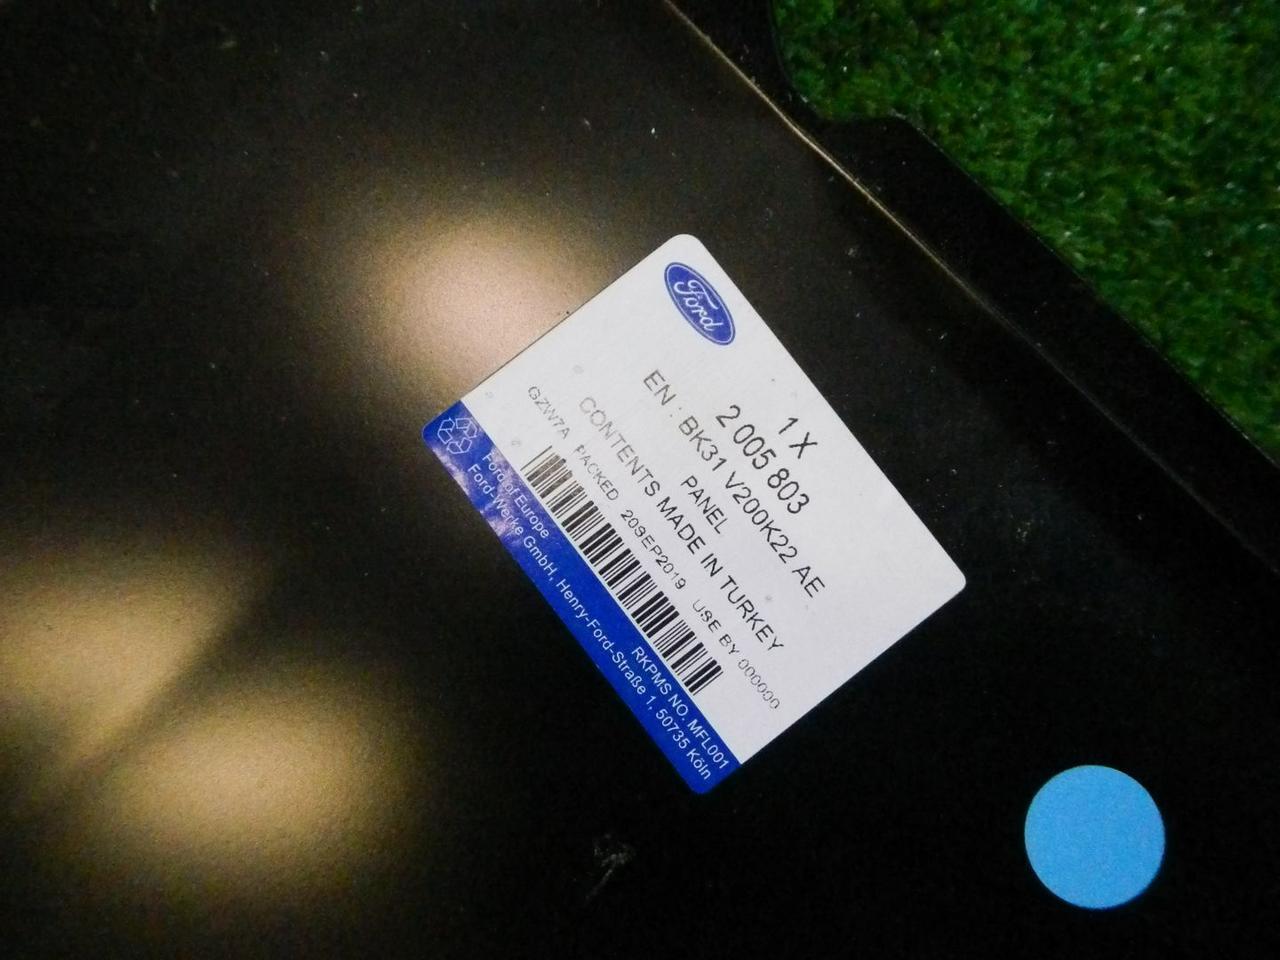 Ford
1 X
2 005 803
EN : BK31 V200K22 AE
PANEL
CONTENTS MADE IN TURKEY
GZW7A PACKED 20SEP2019 USE BY 000000
RKPMS NO. MFL001
Ford of Europe
Ford-Werke GmbH, Henry-Ford-Straße 1, 50735 Köln